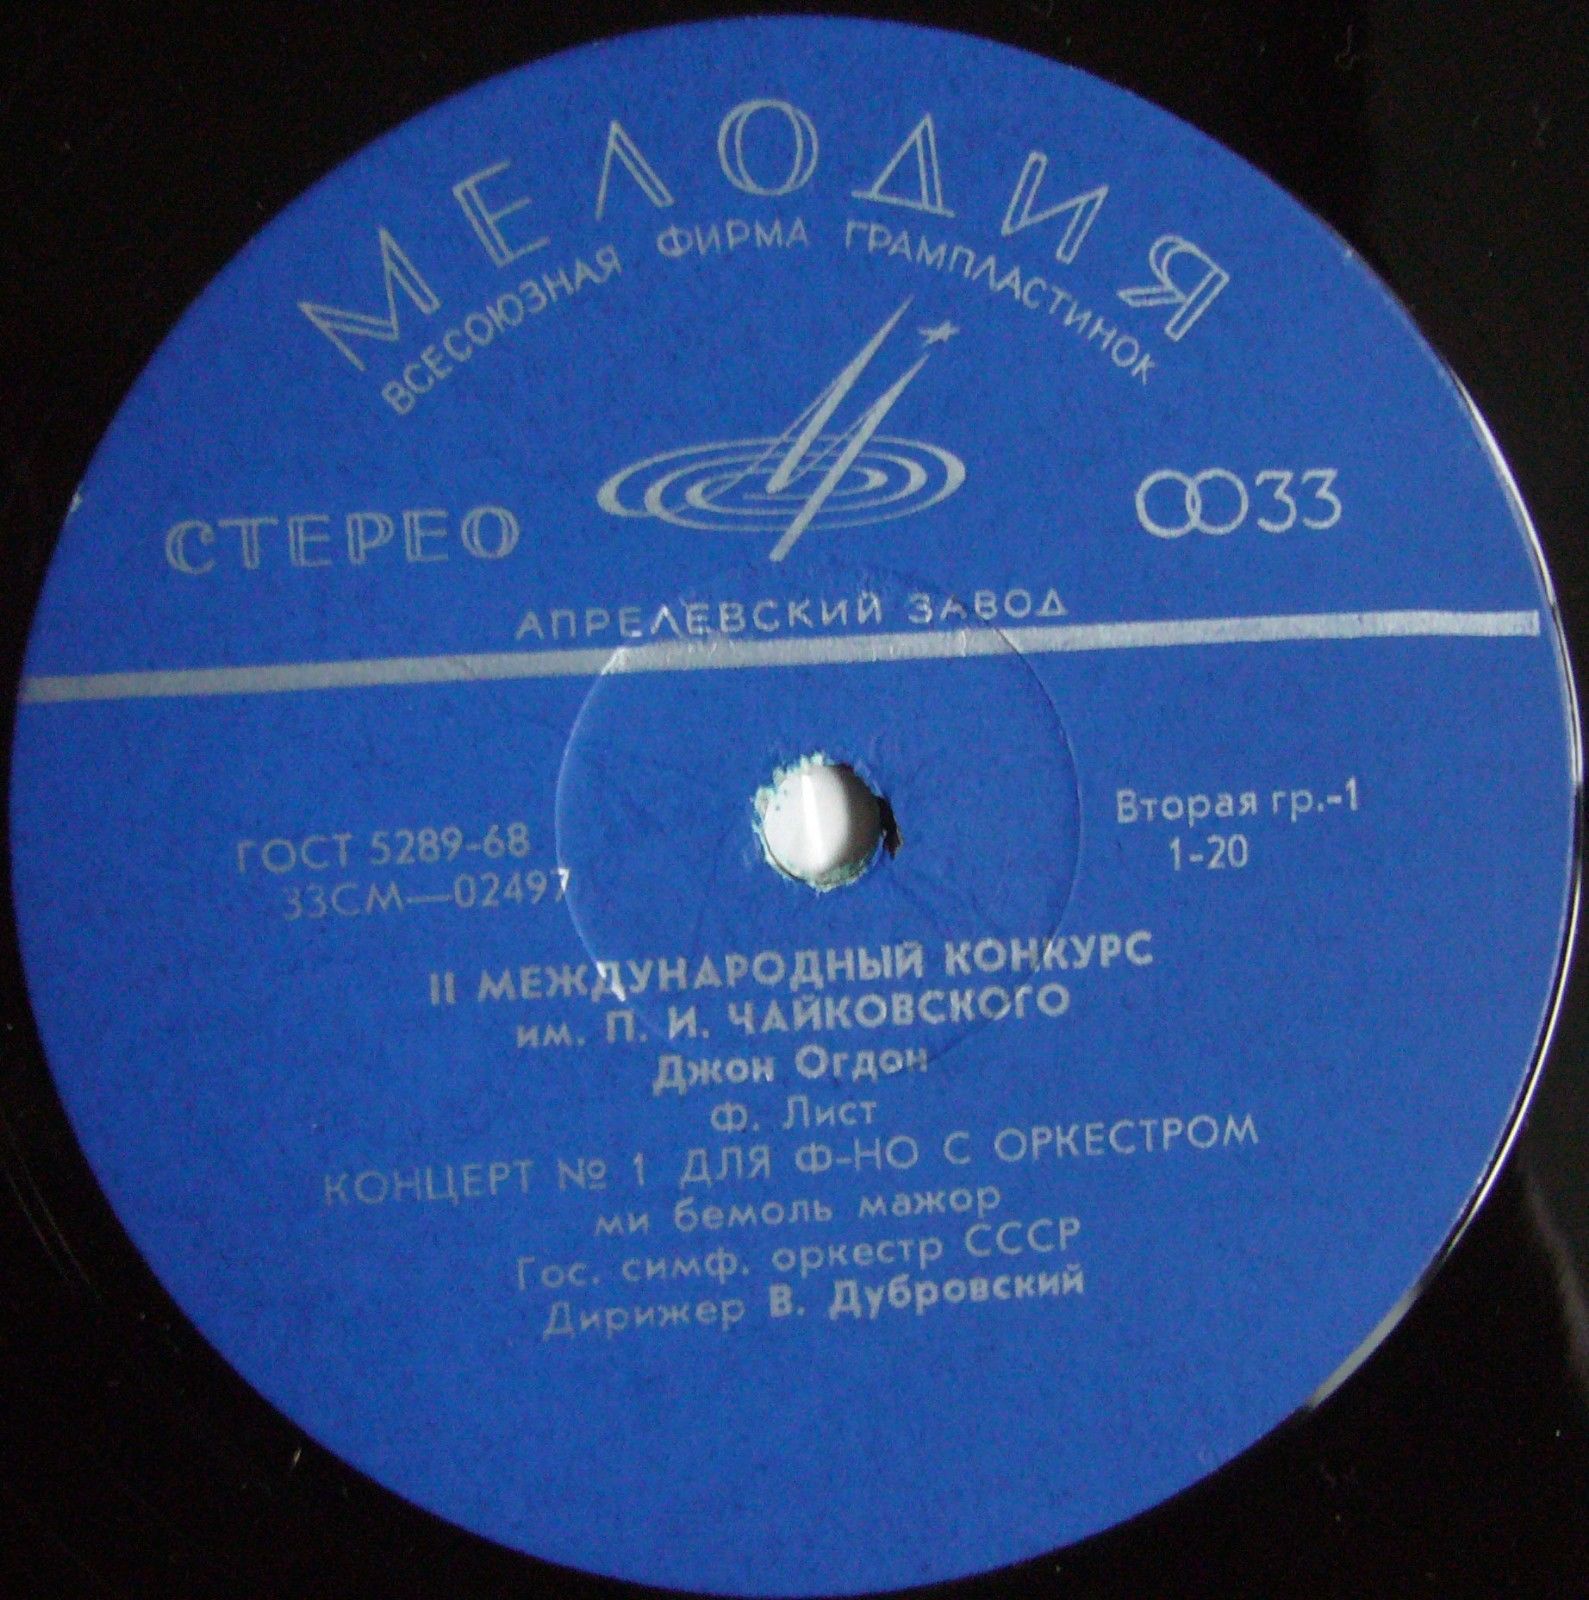 МЕЛОДИЯ
ВСЕСОЮЗНАЯ ФИРМА ГРАМПЛАСТИНОК
СТЕРЕО
33
АПРЕЛЕВСКИЙ ЗАВОД
ГОСТ 5289-68
33СМ—02497
Вторая гр.-1
1-20
II МЕЖДУНАРОДНЫЙ КОНКУРС
им. П. И. ЧАЙКОВСКОГО
Джон Огдон
Ф. Лист
КОНЦЕРТ № 1 ДЛЯ Ф-НО С ОРКЕСТРОМ
ми бемоль мажор
Гос. симф. оркестр СССР
Дирижер В. Дубровский